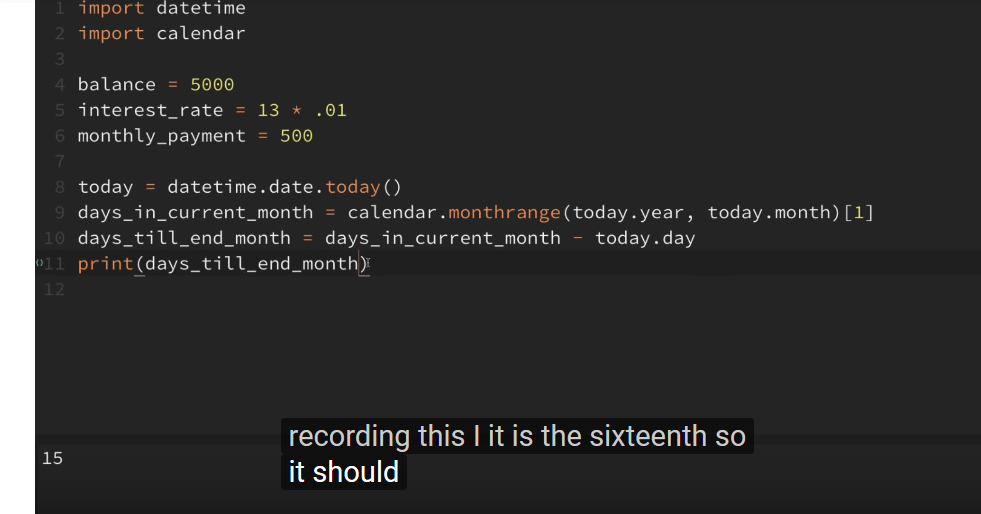 1 import datetime
2 import calendar
3
4 balance = 5000
5 interest_rate = 13 * .01
6 monthly_payment = 500
7
8 today = datetime.date.today()
9 days_in_current_month = calendar.monthrange(today.year, today.month)[1]
10 days_till_end_month = days_in_current_month - today.day
11 print(days_till_end_month)
12
recording this I it is the sixteenth so
it should
15